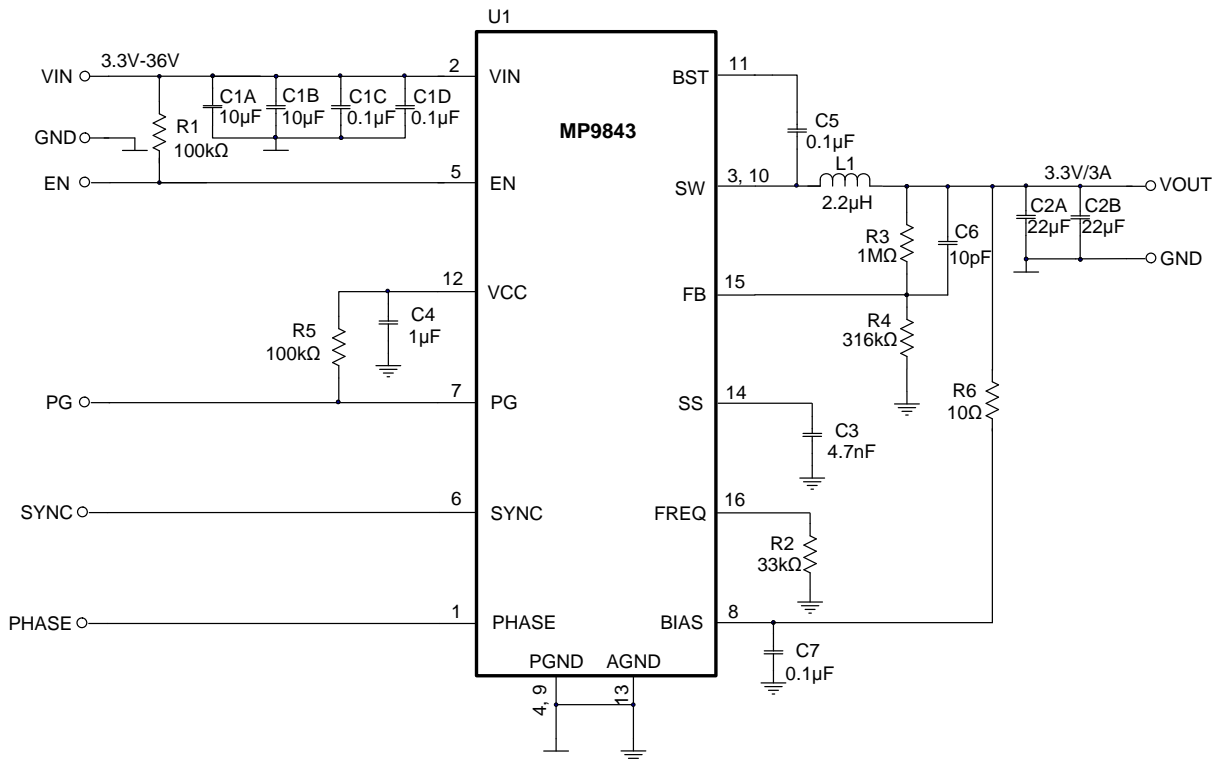 U1
MP9843
VIN
3.3V-36V
2
VIN
C1A
10µF
C1B
10µF
C1C
0.1µF
C1D
0.1µF
GND
R1
100kΩ
EN
5
EN
12
VCC
C4
1µF
R5
100kΩ
PG
7
PG
SYNC
6
SYNC
PHASE
1
PHASE
PGND
AGND
4, 9
13
BST
11
C5
0.1µF
SW
3, 10
L1
2.2µH
3.3V/3A
VOUT
R3
1MΩ
C6
10pF
C2A
22µF
C2B
22µF
GND
FB
15
R4
316kΩ
R6
10Ω
SS
14
C3
4.7nF
FREQ
16
R2
33kΩ
BIAS
8
C7
0.1µF